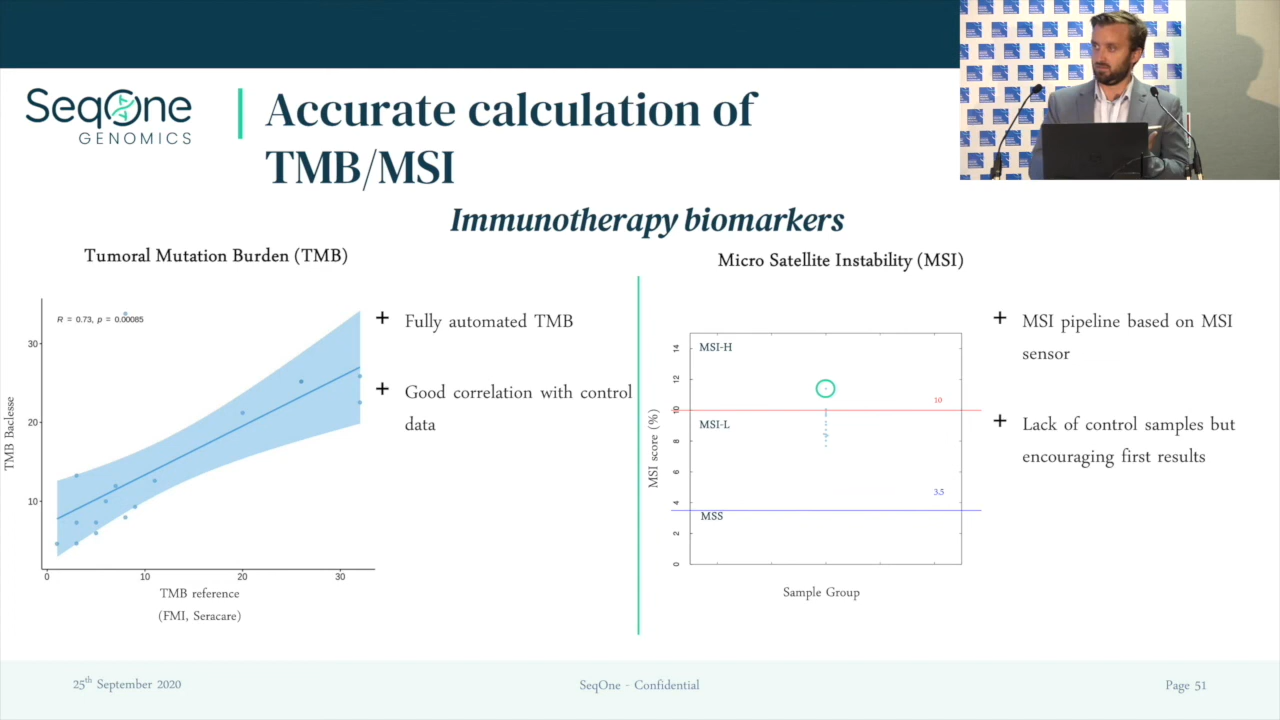 SeqOne
GENOMICS
Accurate calculation of
TMB/MSI
Immunotherapy biomarkers
Tumoral Mutation Burden (TMB)
R = 0.73, p = 0.00085
30
20
10
0
10
20
30
TMB Baclesse
TMB reference
(FMI, Seracare)
+ Fully automated TMB
+ Good correlation with control
data
Micro Satellite Instability (MSI)
MSI-H
MSI-L
MSS
10
3.5
14
12
10
8
6
4
2
0
MSI score (%)
Sample Group
+ MSI pipeline based on MSI
sensor
+ Lack of control samples but
encouraging first results
25th September 2020
SeqOne - Confidential
Page 51